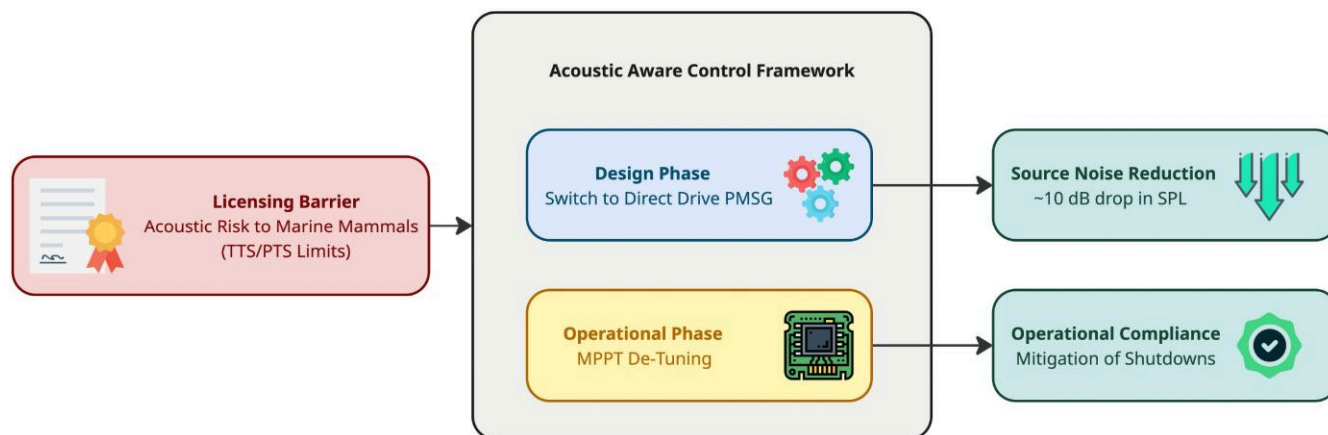 Licensing Barrier
Acoustic Risk to Marine Mammals
(TTS/PTS Limits)
Acoustic Aware Control Framework
Design Phase
Switch to Direct Drive PMSG
Operational Phase
MPPT De-Tuning
Source Noise Reduction
~10 dB drop in SPL
Operational Compliance
Mitigation of Shutdowns